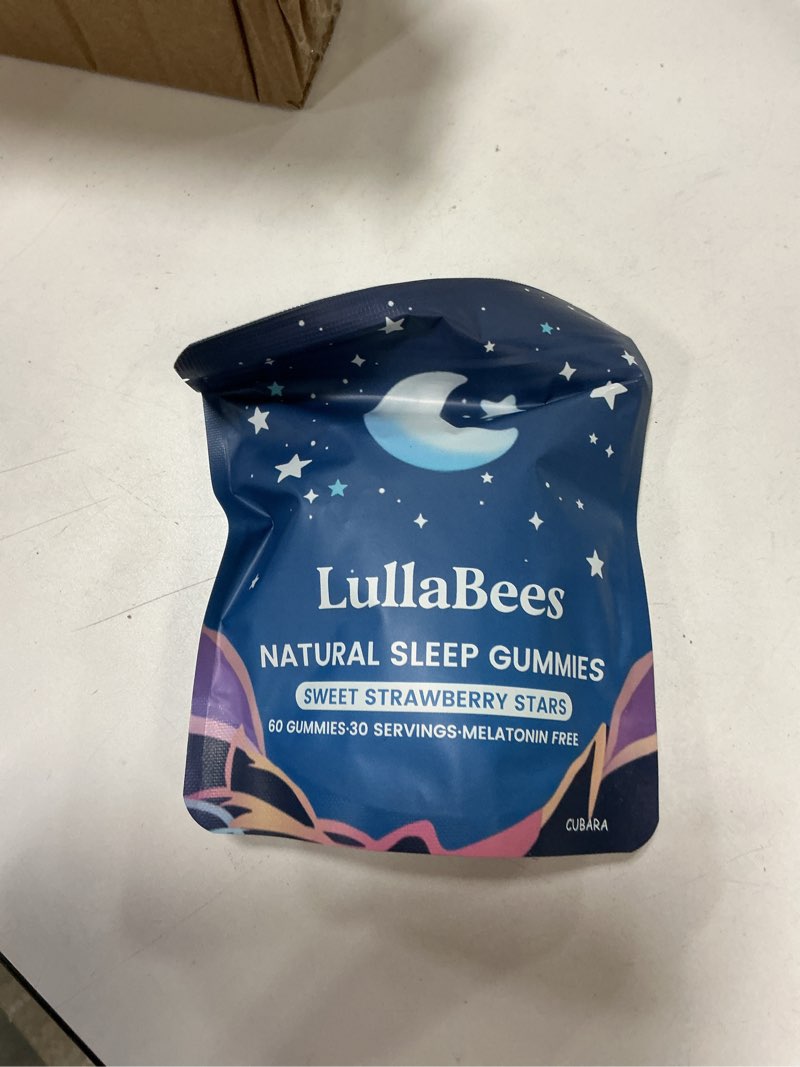 LullaBees
NATURAL SLEEP GUMMIES
SWEET STRAWBERRY STARS
60 GUMMIES·30 SERVINGS·MELATONIN FREE
CUBARA